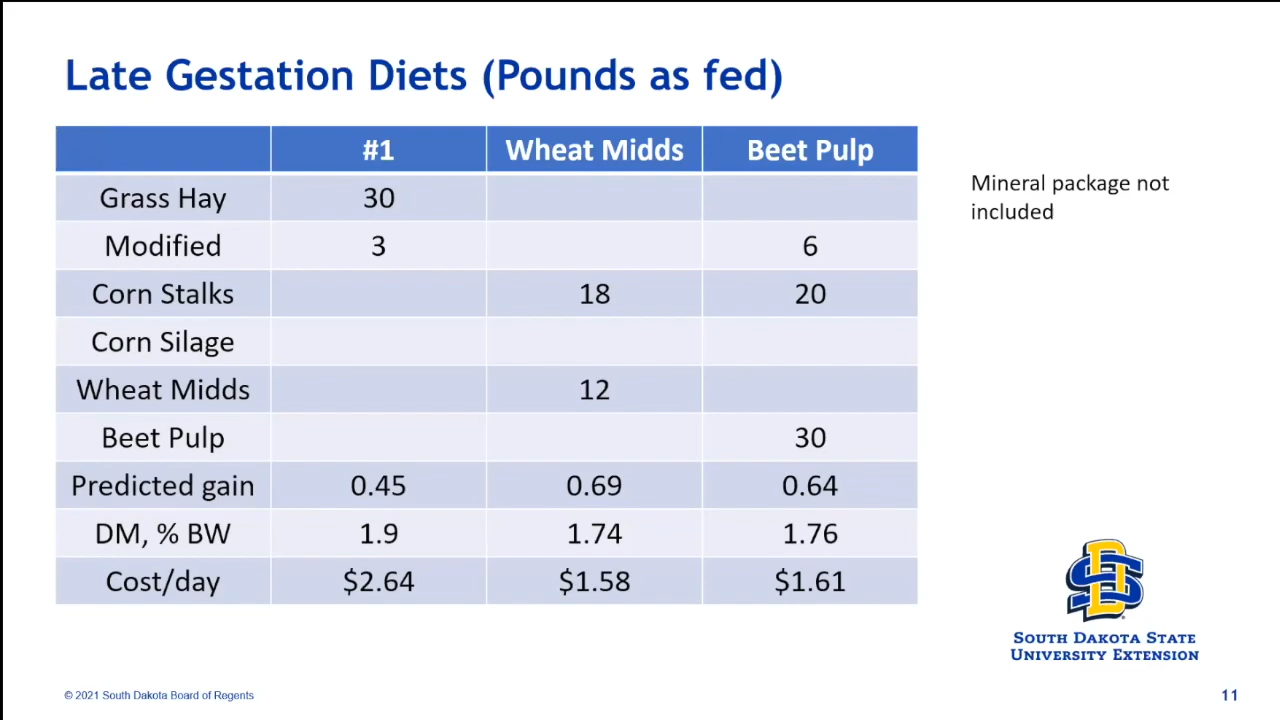 Late Gestation Diets (Pounds as fed)
#1 Wheat Midds Beet Pulp
Grass Hay 30
Modified 3 6
Corn Stalks 18 20
Corn Silage
Wheat Midds 12
Beet Pulp 30
Predicted gain 0.45 0.69 0.64
DM, % BW 1.9 1.74 1.76
Cost/day $2.64 $1.58 $1.61
Mineral package not
included
SD
SOUTH DAKOTA STATE
UNIVERSITY EXTENSION
© 2021 South Dakota Board of Regents
11